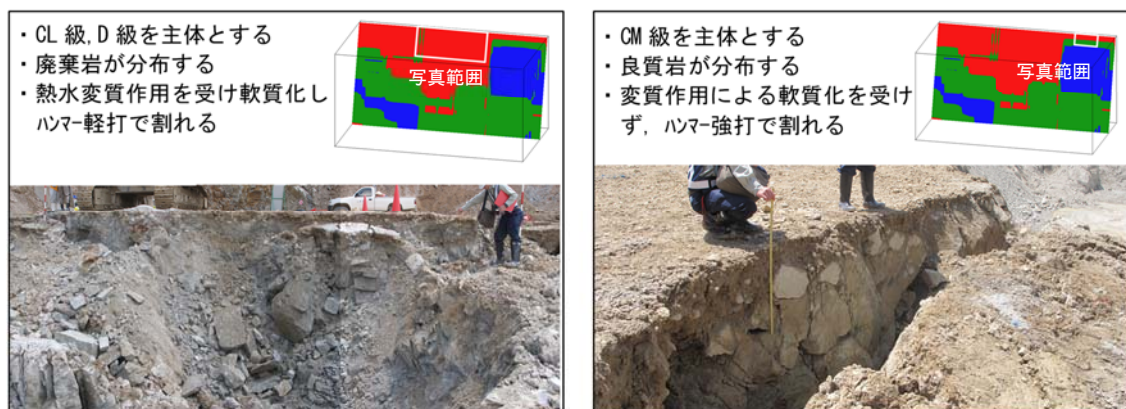 ・CL 級, D 級を主体とする
・廃棄岩が分布する
・熱水変質作用を受け軟質化し
ﾊﾝﾏｰ軽打で割れる
写真範囲
・CM 級を主体とする
・良質岩が分布する
・変質作用による軟質化を受け
ず, ﾊﾝﾏｰ強打で割れる
写真範囲